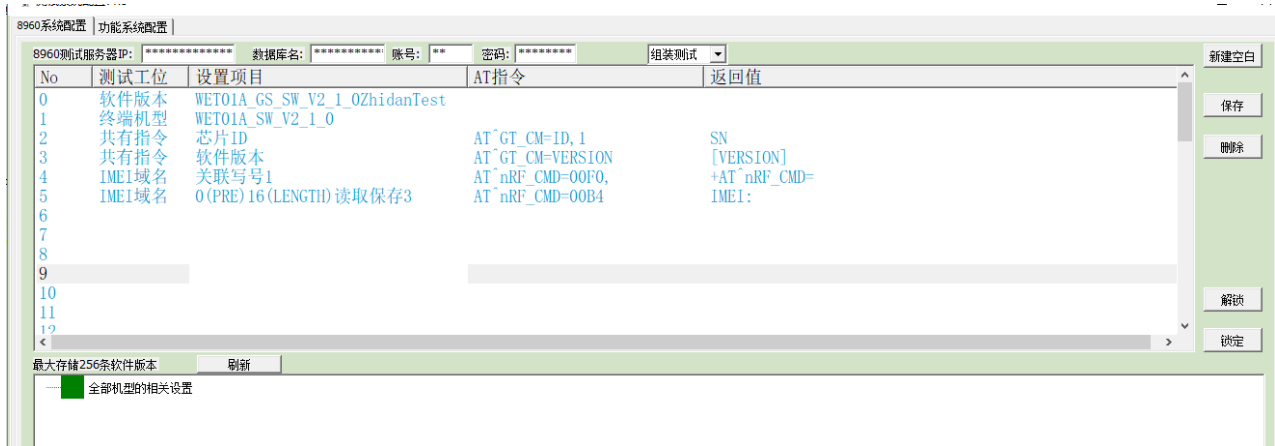 8960系统配置 功能系统配置
8960测试服务器IP: ************* 数据库名: ********** 账号: ** 密码: ******** 组装测试 新建空白
No 测试工位 设置项目 AT指令 返回值
0 软件版本 WET01A_GS_SW_V2_1_0ZhidanTest
保存
1 终端机型 WET01A_SW_V2_1_0
2 共有指令 芯片ID AT^GT_CM=ID,1 SN
删除
3 共有指令 软件版本 AT^GT_CM=VERSION [VERSION]
4 IMEI域名 关联写号1 AT^nRF_CMD=00F0, +AT^nRF_CMD=
5 IMEI域名 0(PRE)16(LENGTH)读取保存3 AT^nRF_CMD=00B4 IMEI:
6
7
8
9
10
解锁
11
12
锁定
最大存储256条软件版本 刷新
全部机型的相关设置